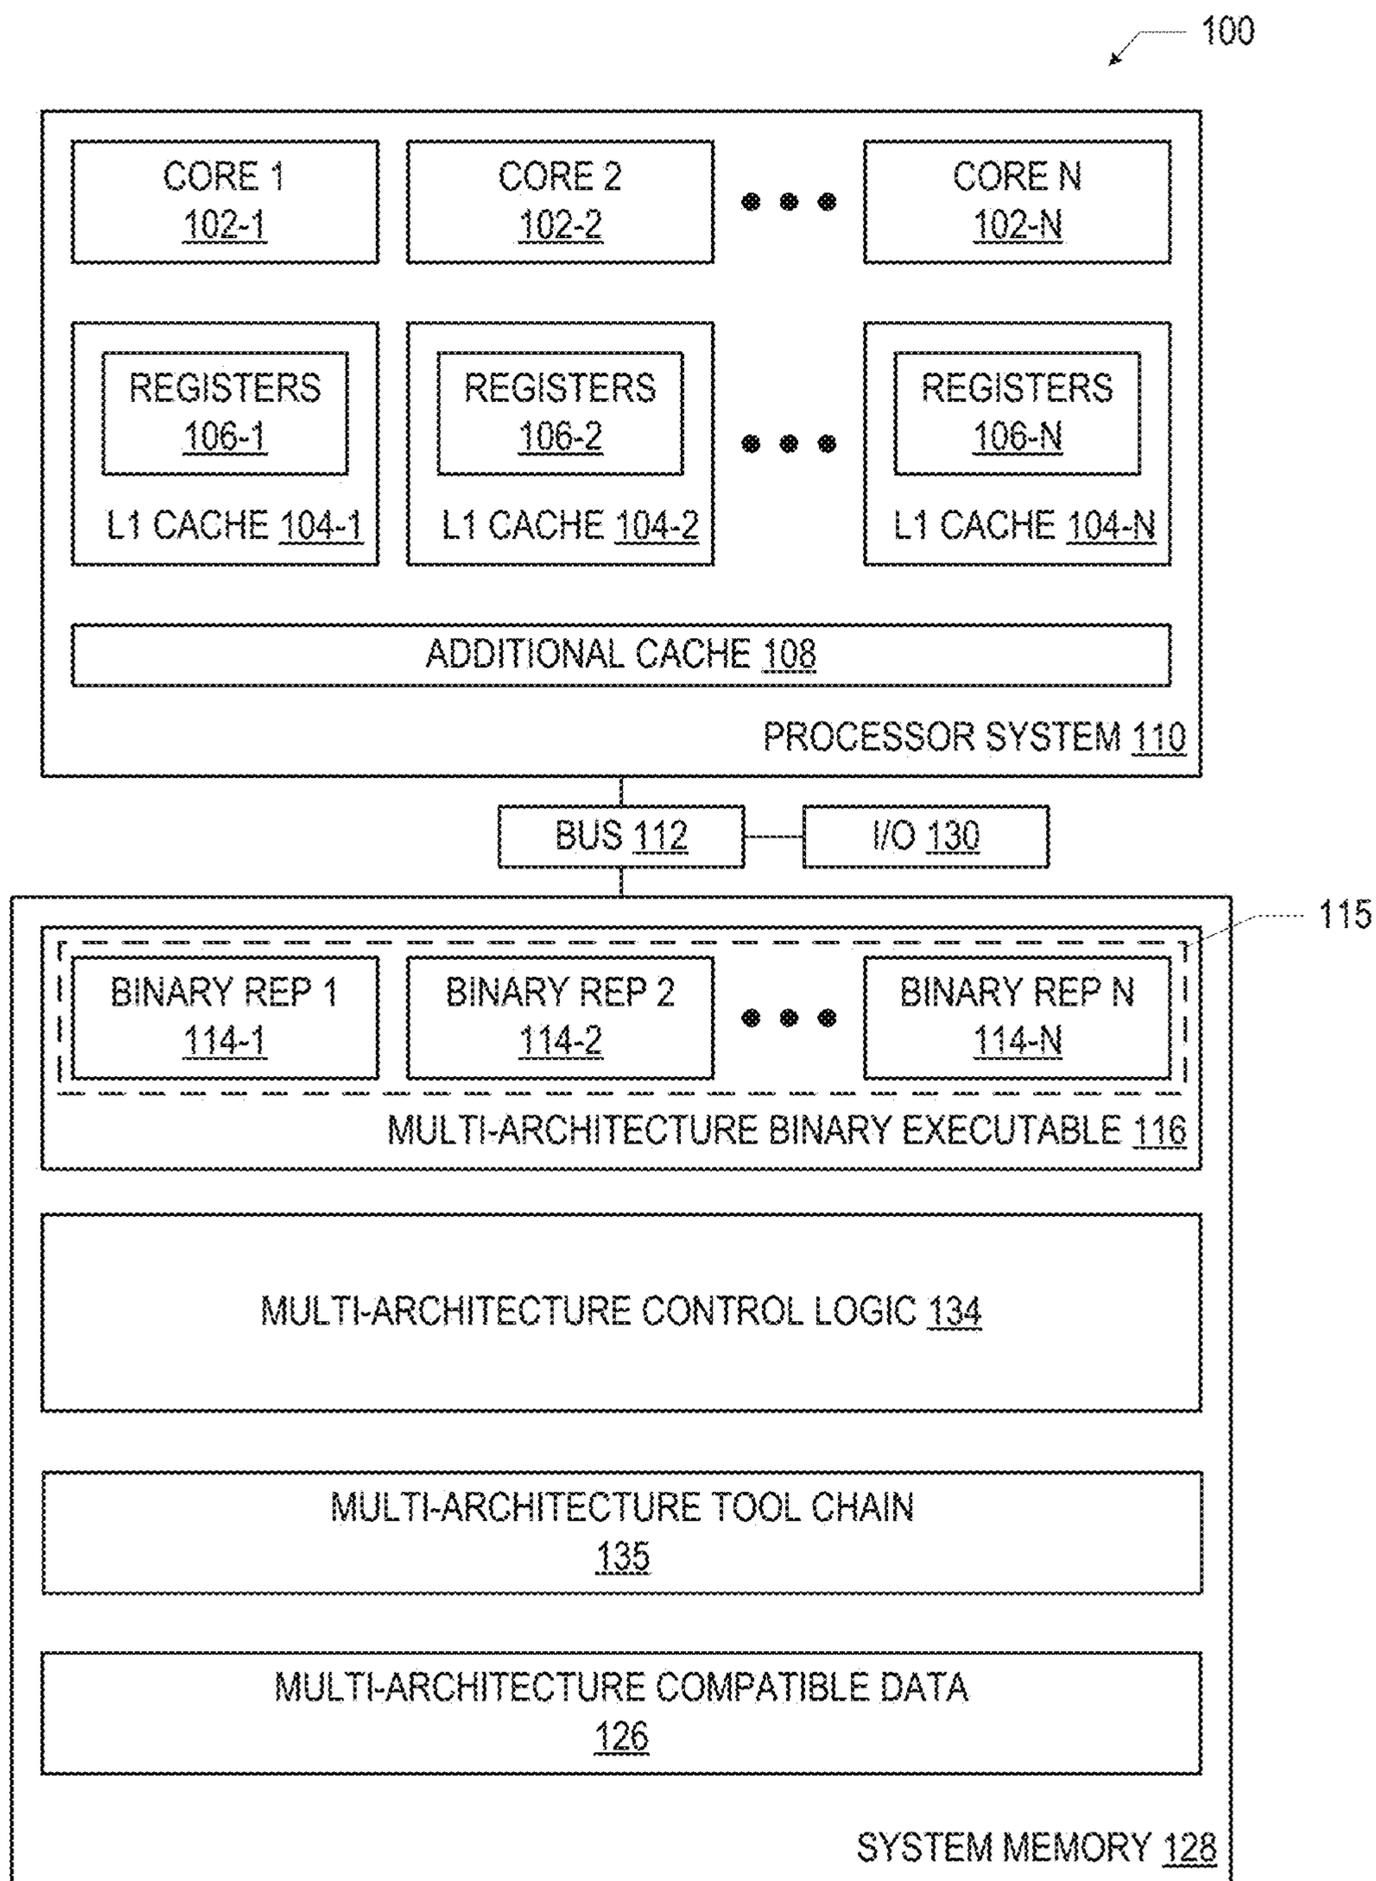 100
CORE 1
102-1
CORE 2
102-2
CORE N
102-N
REGISTERS
106-1
L1 CACHE 104-1
REGISTERS
106-2
L1 CACHE 104-2
REGISTERS
106-N
L1 CACHE 104-N
ADDITIONAL CACHE 108
PROCESSOR SYSTEM 110
BUS 112
I/O 130
115
BINARY REP 1
114-1
BINARY REP 2
114-2
BINARY REP N
114-N
MULTI-ARCHITECTURE BINARY EXECUTABLE 116
MULTI-ARCHITECTURE CONTROL LOGIC 134
MULTI-ARCHITECTURE TOOL CHAIN
135
MULTI-ARCHITECTURE COMPATIBLE DATA
126
SYSTEM MEMORY 128